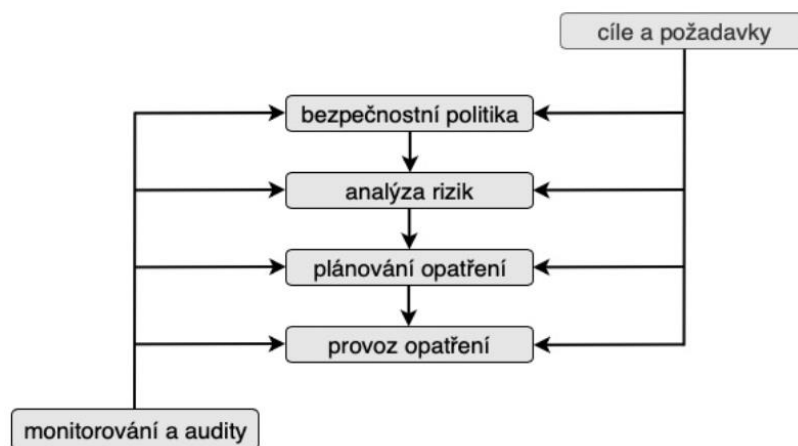 cíle a požadavky
bezpečnostní politika
analýza rizik
plánování opatření
provoz opatření
monitorování a audity